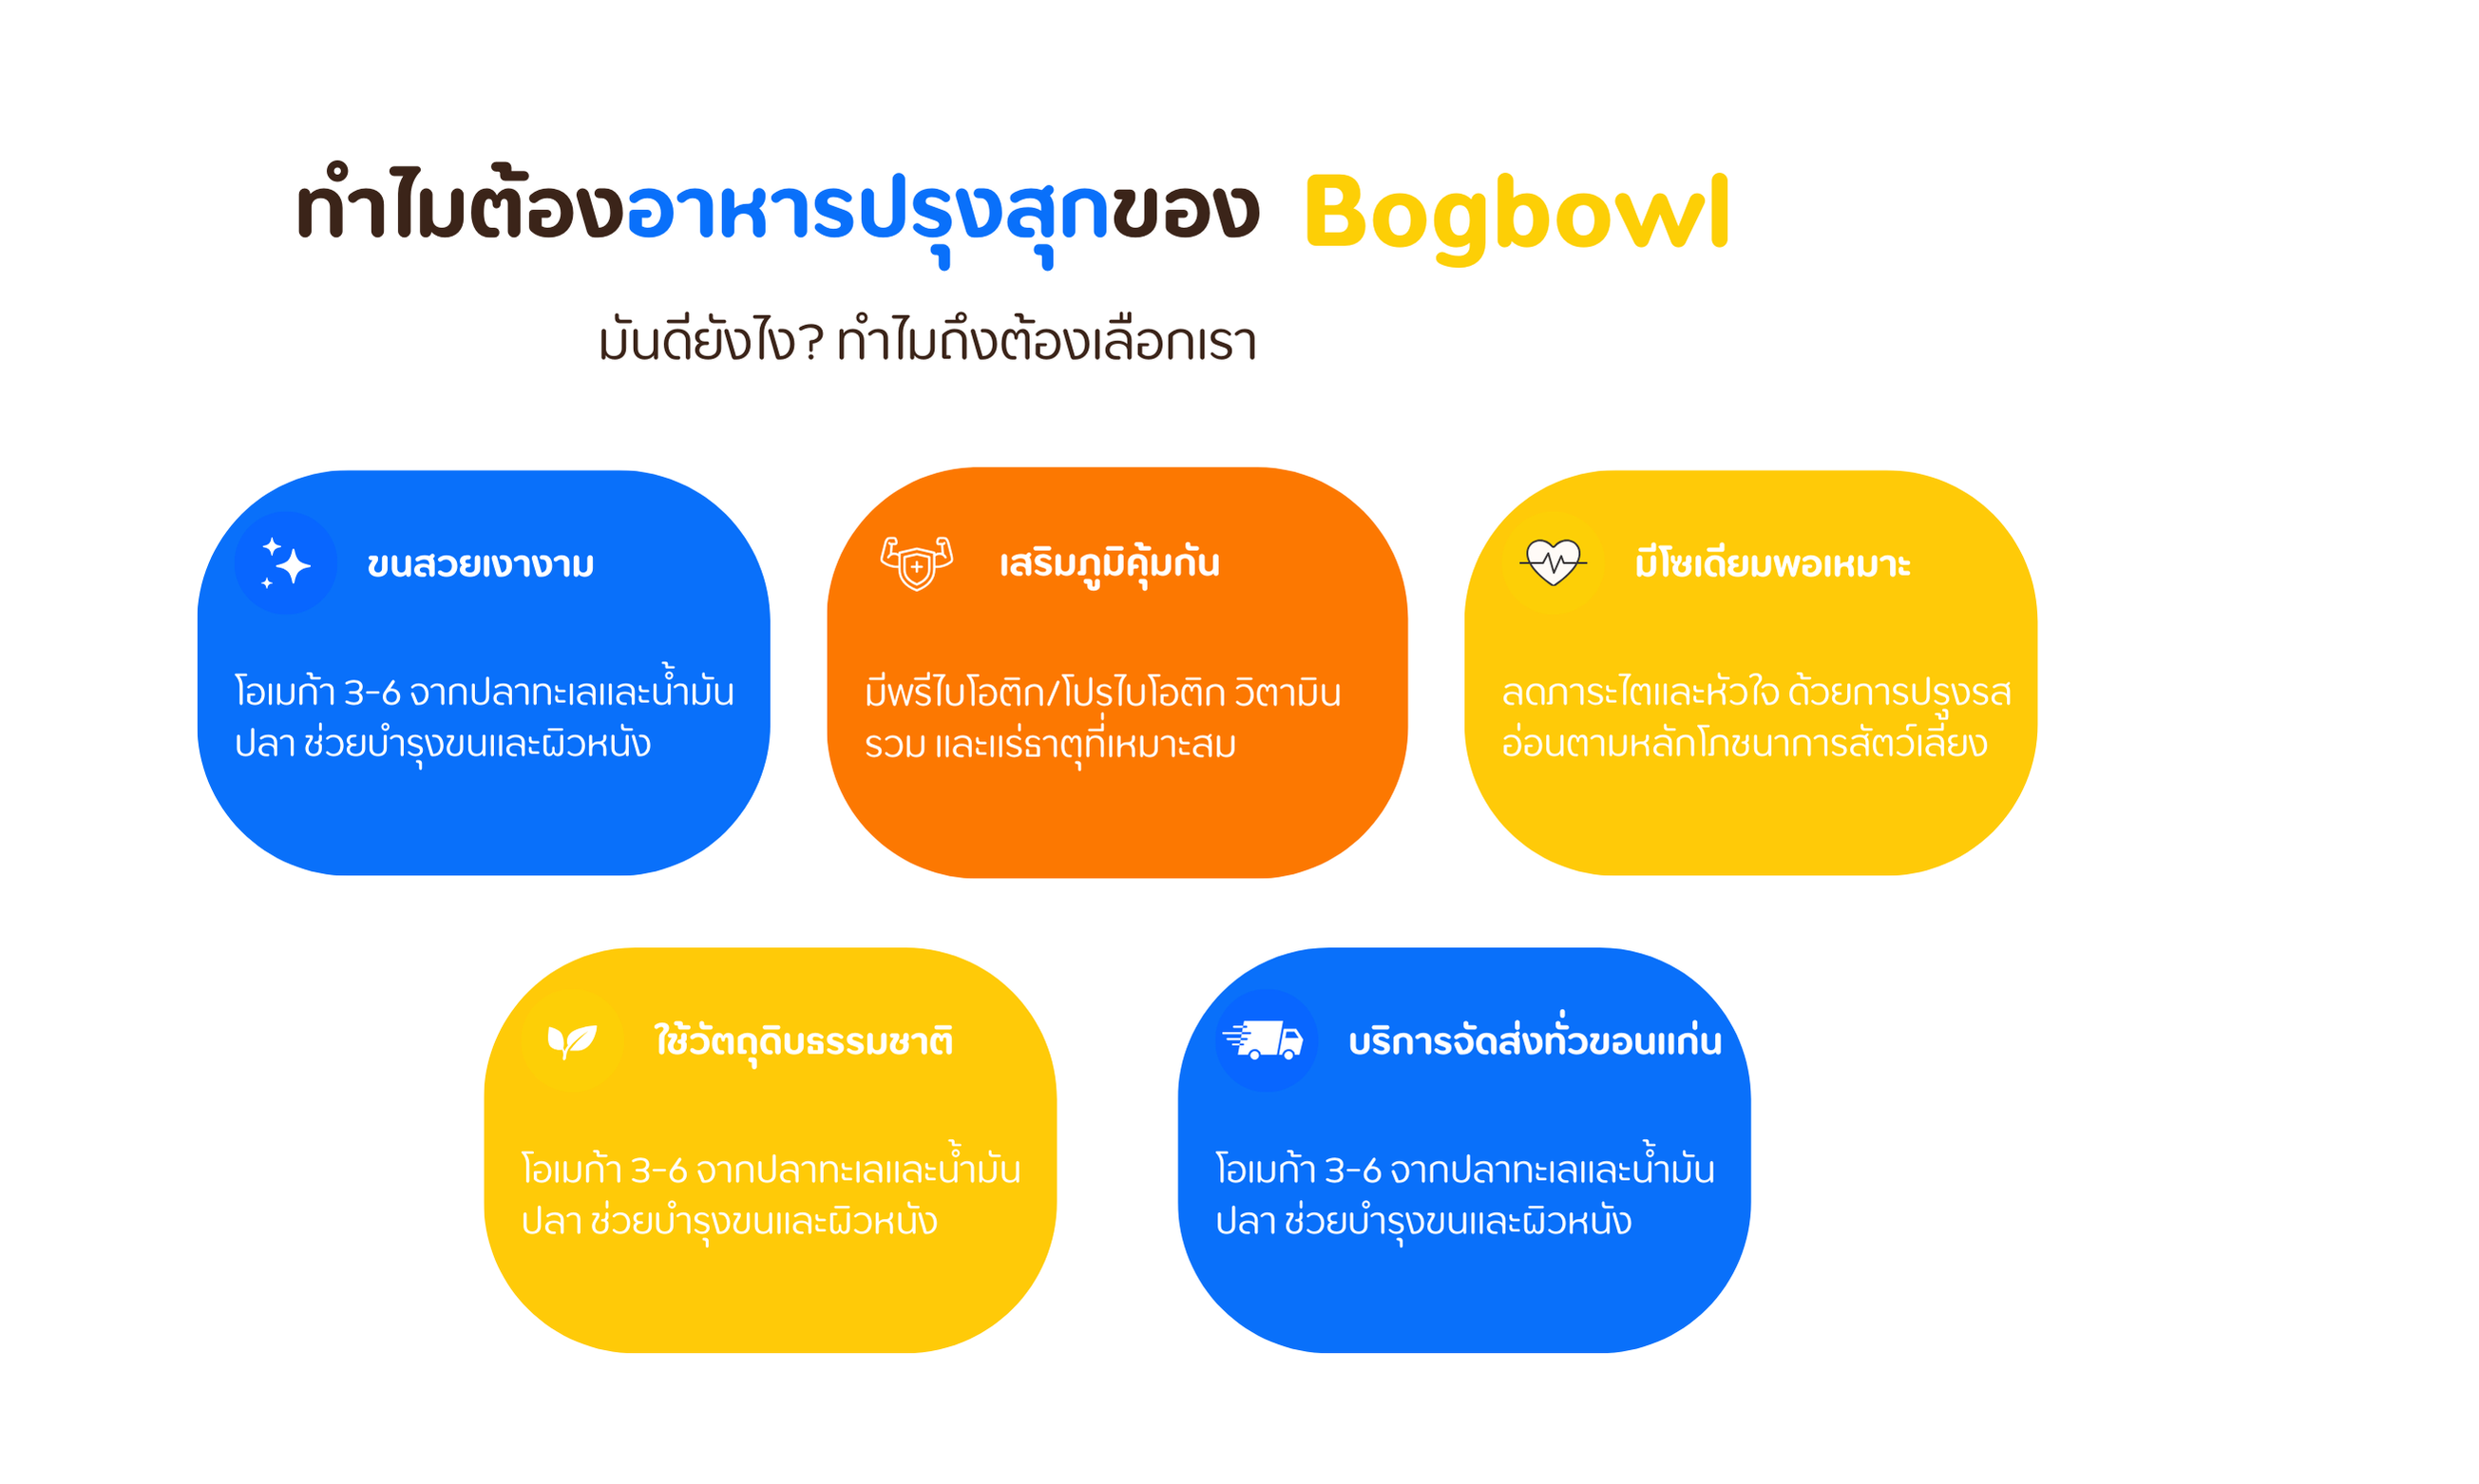 ทำไมต้องอาหารปรุงสุกของ Bogbowl
มันดียังไง? ทำไมถึงต้องเลือกเรา
ขนสวยเงางาม
โอเมก้า 3-6 จากปลาทะเลและน้ำมัน
ปลา ช่วยบำรุงขนและผิวหนัง
เสริมภูมิคุ้มกัน
มีพรีไบโอติก/โปรไบโอติก วิตามิน
รวม และแร่ธาตุที่เหมาะสม
มีโซเดียมพอเหมาะ
ลดภาระไตและหัวใจ ด้วยการปรุงรส
อ่อนตามหลักโภชนาการสัตว์เลี้ยง
ใช้วัตถุดิบธรรมชาติ
โอเมก้า 3-6 จากปลาทะเลและน้ำมัน
ปลา ช่วยบำรุงขนและผิวหนัง
บริการจัดส่งทั่วขอนแก่น
โอเมก้า 3-6 จากปลาทะเลและน้ำมัน
ปลา ช่วยบำรุงขนและผิวหนัง